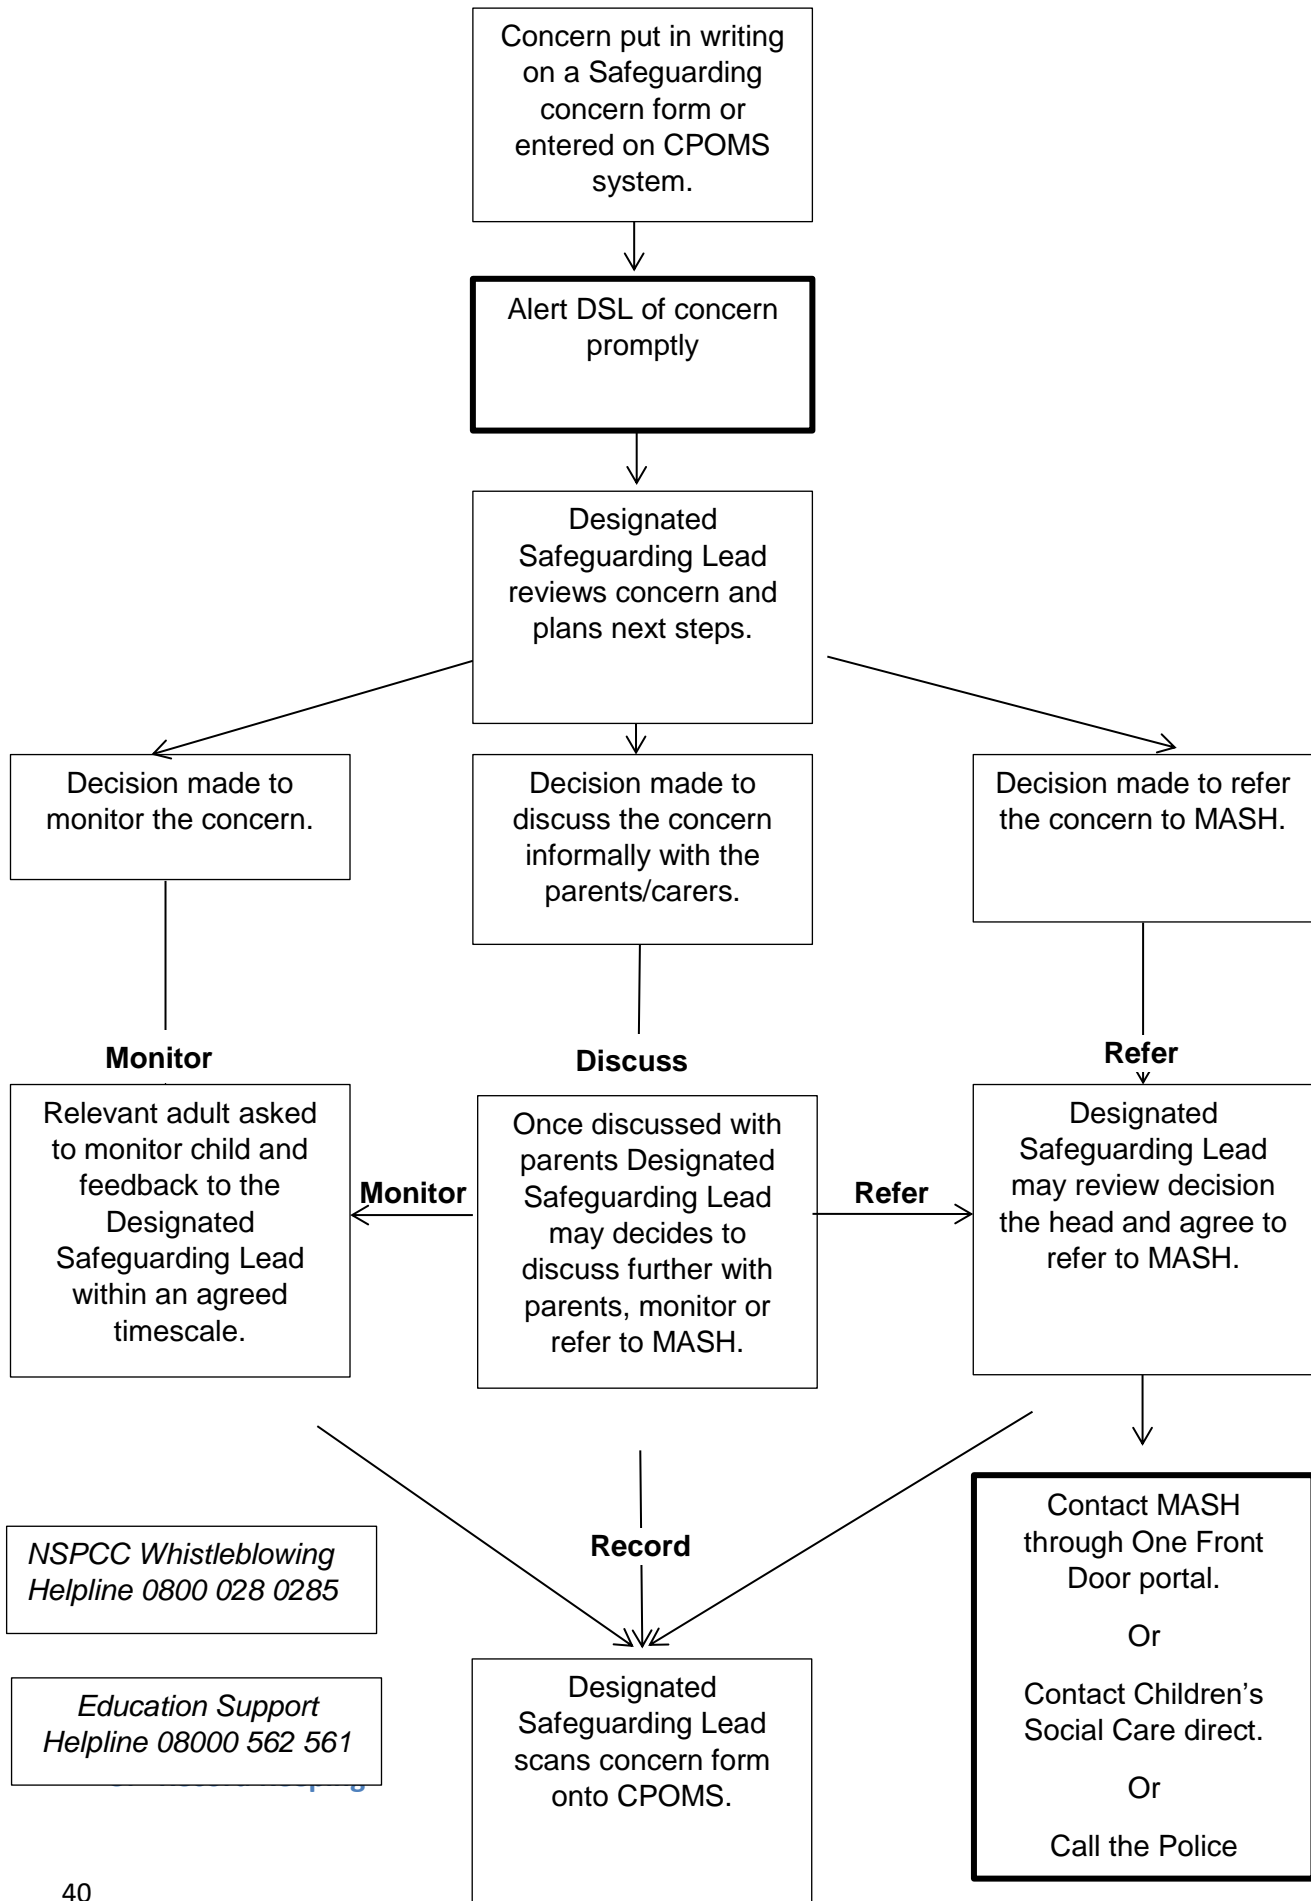 Concern put in writing
on a Safeguarding
concern form or
entered on CPOMS
system.
Alert DSL of concern
promptly
Designated
Safeguarding Lead
reviews concern and
plans next steps.
Decision made to
monitor the concern.
Decision made to
discuss the concern
informally with the
parents/carers.
Decision made to refer
the concern to MASH.
Monitor
Discuss
Refer
Relevant adult asked
to monitor child and
feedback to the
Designated
Safeguarding Lead
within an agreed
timescale.
Monitor
Once discussed with
parents Designated
Safeguarding Lead
may decides to
discuss further with
parents, monitor or
refer to MASH.
Refer
Designated
Safeguarding Lead
may review decision
the head and agree to
refer to MASH.
Record
NSPCC Whistleblowing
Helpline 0800 028 0285
Education Support
Helpline 08000 562 561
Designated
Safeguarding Lead
scans concern form
onto CPOMS.
Contact MASH
through One Front
Door portal.
Or
Contact Children’s
Social Care direct.
Or
Call the Police
40